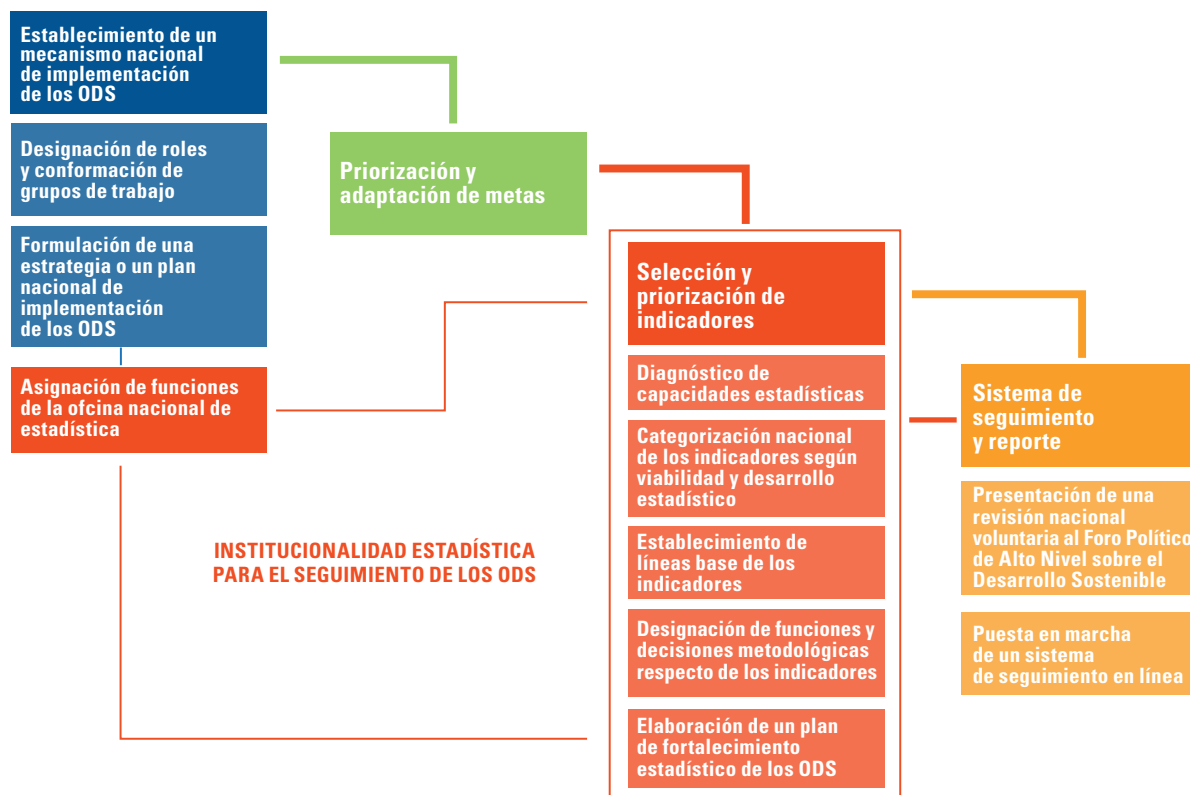 Establecimiento de un
mecanismo nacional
de implementación
de los ODS
Designación de roles
y conformación de
grupos de trabajo
Formulación de una
estrategia o un plan
nacional de
implementación
de los ODS
Asignación de funciones
de la ofcina nacional de
estadística
Priorización y
adaptación de metas
INSTITUCIONALIDAD ESTADÍSTICA
PARA EL SEGUIMIENTO DE LOS ODS
Selección y
priorización de
indicadores
Diagnóstico de
capacidades estadísticas
Categorización nacional
de los indicadores según
viabilidad y desarrollo
estadístico
Establecimiento de
líneas base de los
indicadores
Designación de funciones y
decisiones metodológicas
respecto de los indicadores
Elaboración de un plan
de fortalecimiento
estadístico de los ODS
Sistema de
seguimiento
y reporte
Presentación de una
revisión nacional
voluntaria al Foro Político
de Alto Nivel sobre el
Desarrollo Sostenible
Puesta en marcha
de un sistema
de seguimiento en línea